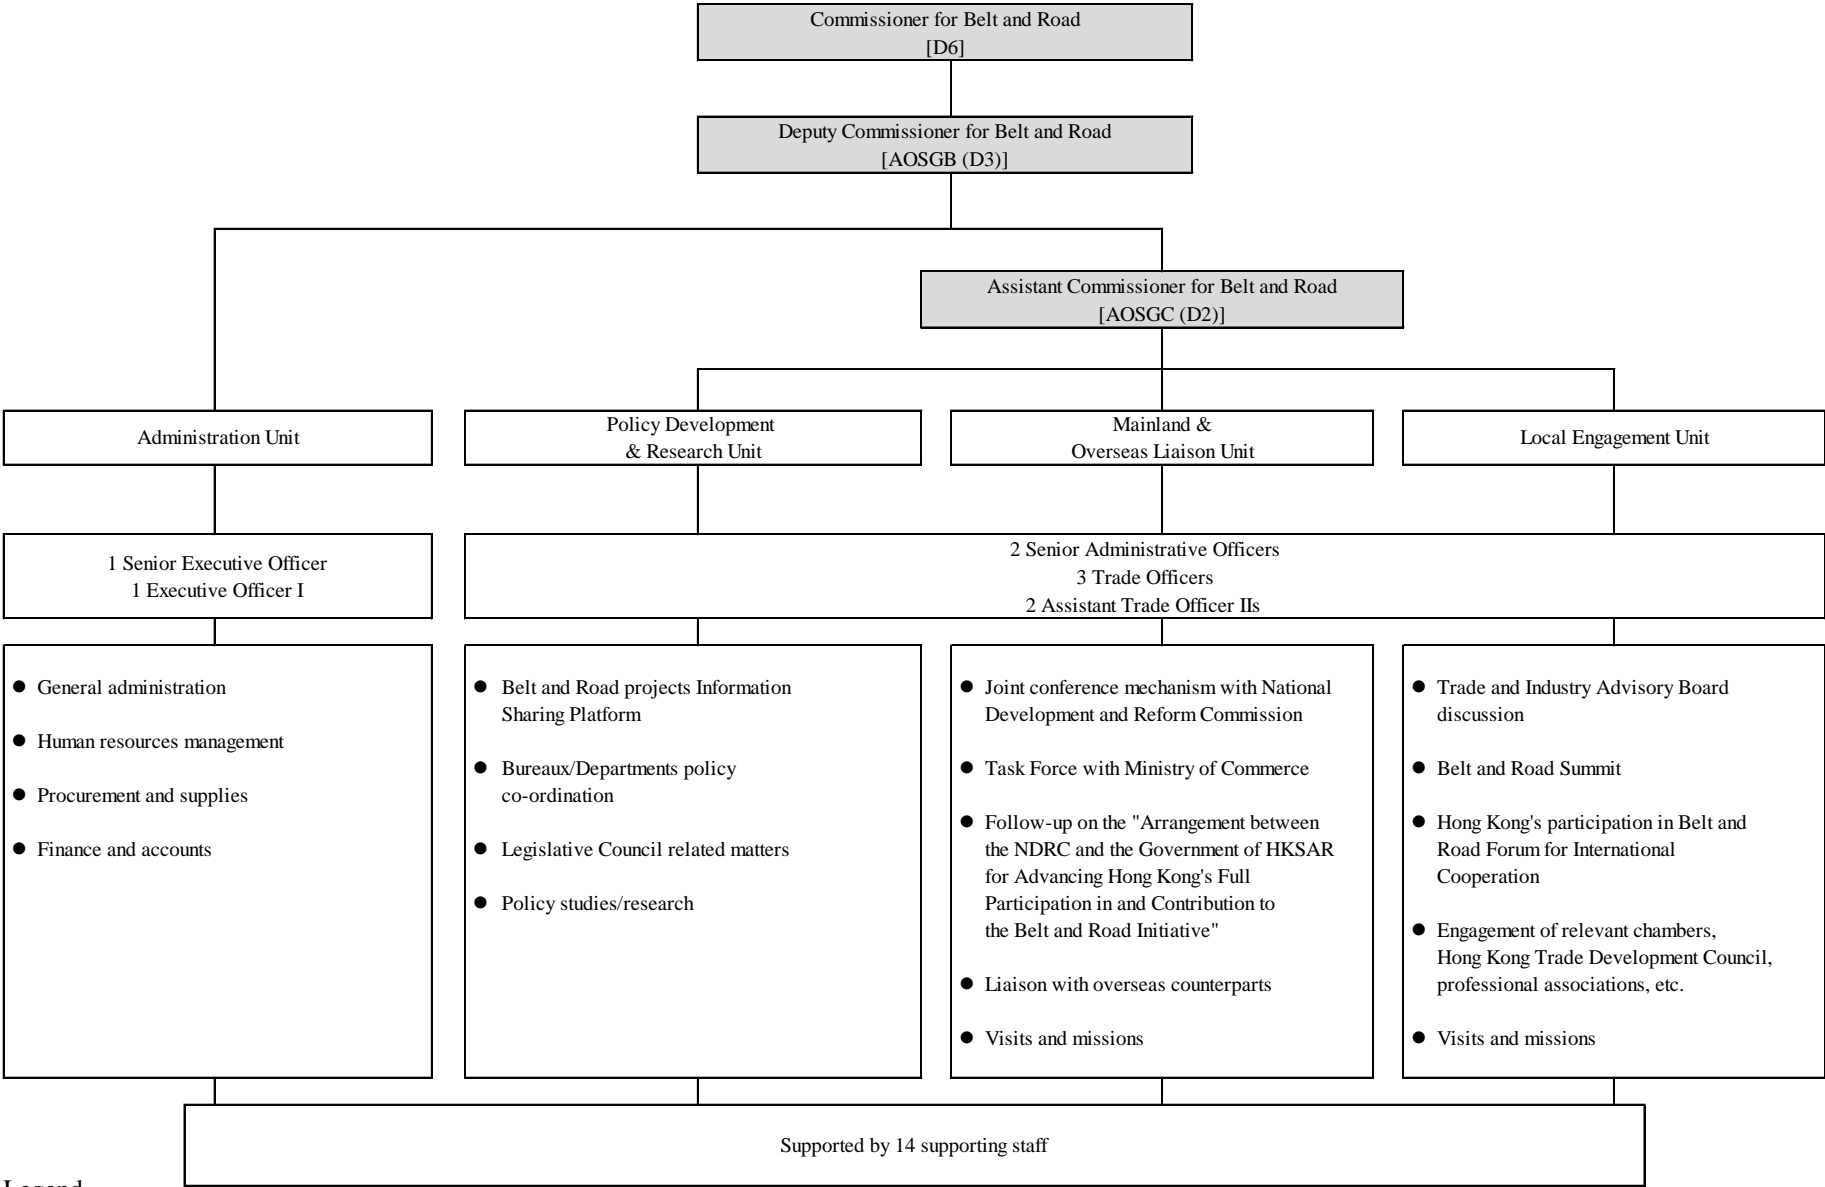 Commissioner for Belt and Road
[D6]
Deputy Commissioner for Belt and Road
[AOSGB (D3)]
Assistant Commissioner for Belt and Road
[AOSGC (D2)]
Administration Unit
Policy Development
& Research Unit
Mainland &
Overseas Liaison Unit
Local Engagement Unit
1 Senior Executive Officer
1 Executive Officer I
2 Senior Administrative Officers
3 Trade Officers
2 Assistant Trade Officer IIs
● General administration
● Human resources management
● Procurement and supplies
● Finance and accounts
● Belt and Road projects Information
Sharing Platform
● Bureaux/Departments policy
co-ordination
● Legislative Council related matters
● Policy studies/research
● Joint conference mechanism with National
Development and Reform Commission
● Task Force with Ministry of Commerce
● Follow-up on the "Arrangement between
the NDRC and the Government of HKSAR
for Advancing Hong Kong's Full
Participation in and Contribution to
the Belt and Road Initiative"
● Liaison with overseas counterparts
● Visits and missions
● Trade and Industry Advisory Board
discussion
● Belt and Road Summit
● Hong Kong's participation in Belt and
Road Forum for International
Cooperation
● Engagement of relevant chambers,
Hong Kong Trade Development Council,
professional associations, etc.
● Visits and missions
Supported by 14 supporting staff
Legend